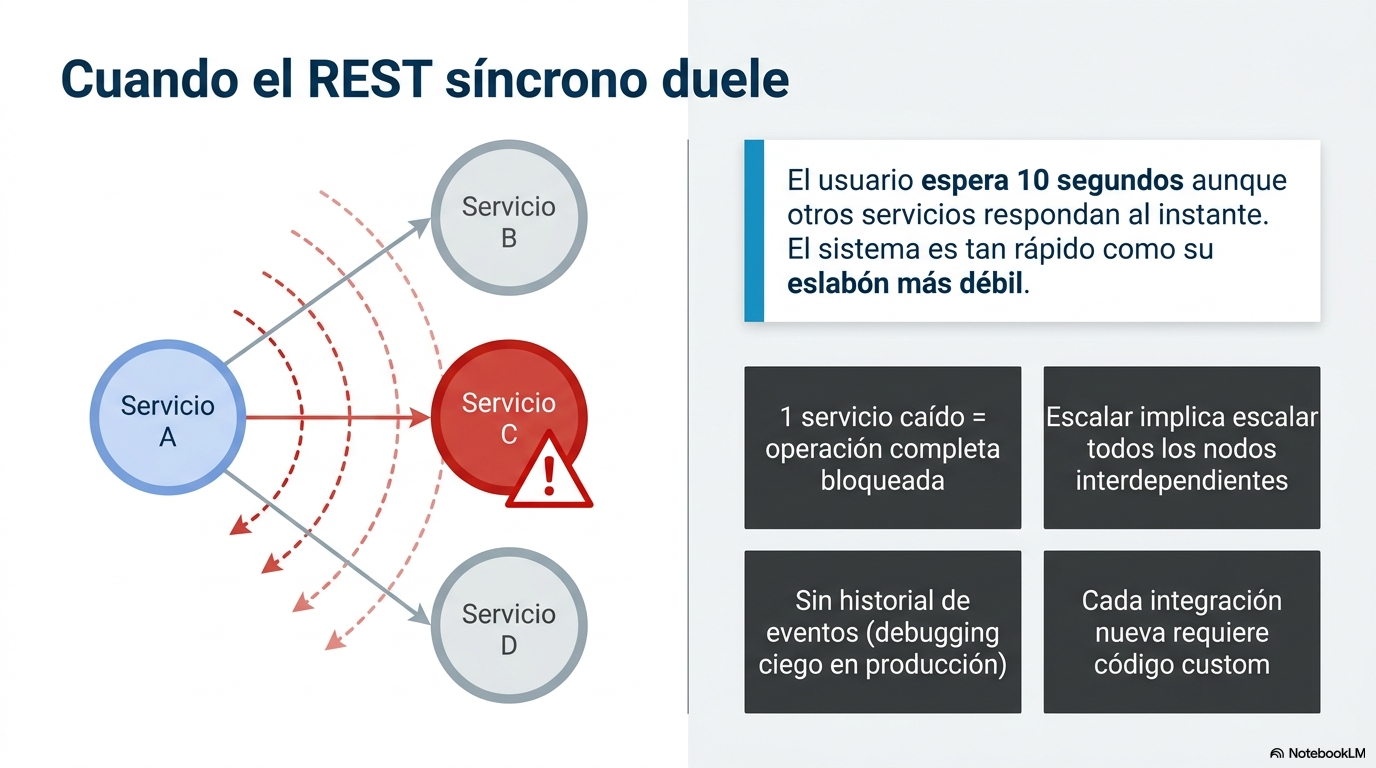 Cuando el REST síncrono duele
Servicio
A
Servicio
B
Servicio
C
!
Servicio
D
El usuario espera 10 segundos aunque
otros servicios respondan al instante.
El sistema es tan rápido como su
eslabón más débil.
1 servicio caído =
operación completa
bloqueada
Escalar implica escalar
todos los nodos
interdependientes
Sin historial de
eventos (debugging
ciego en producción)
Cada integración
nueva requiere
código custom
NotebookLM